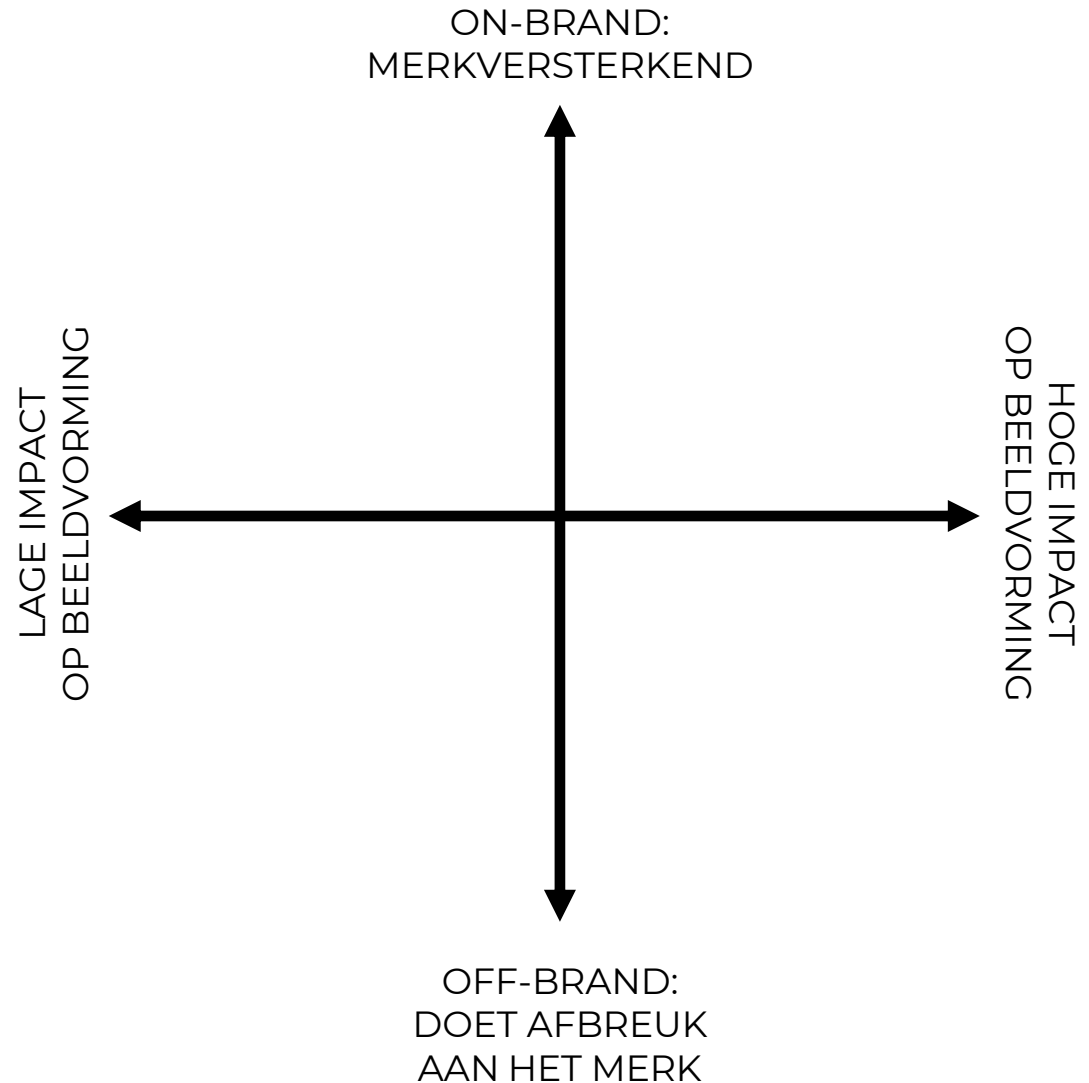 ON-BRAND:
MERKVERSTERKEND
LAGE IMPACT
OP BEELDVORMING
HOGE IMPACT
OP BEELDVORMING
OFF-BRAND:
DOET AFBREUK
AAN HET MERK